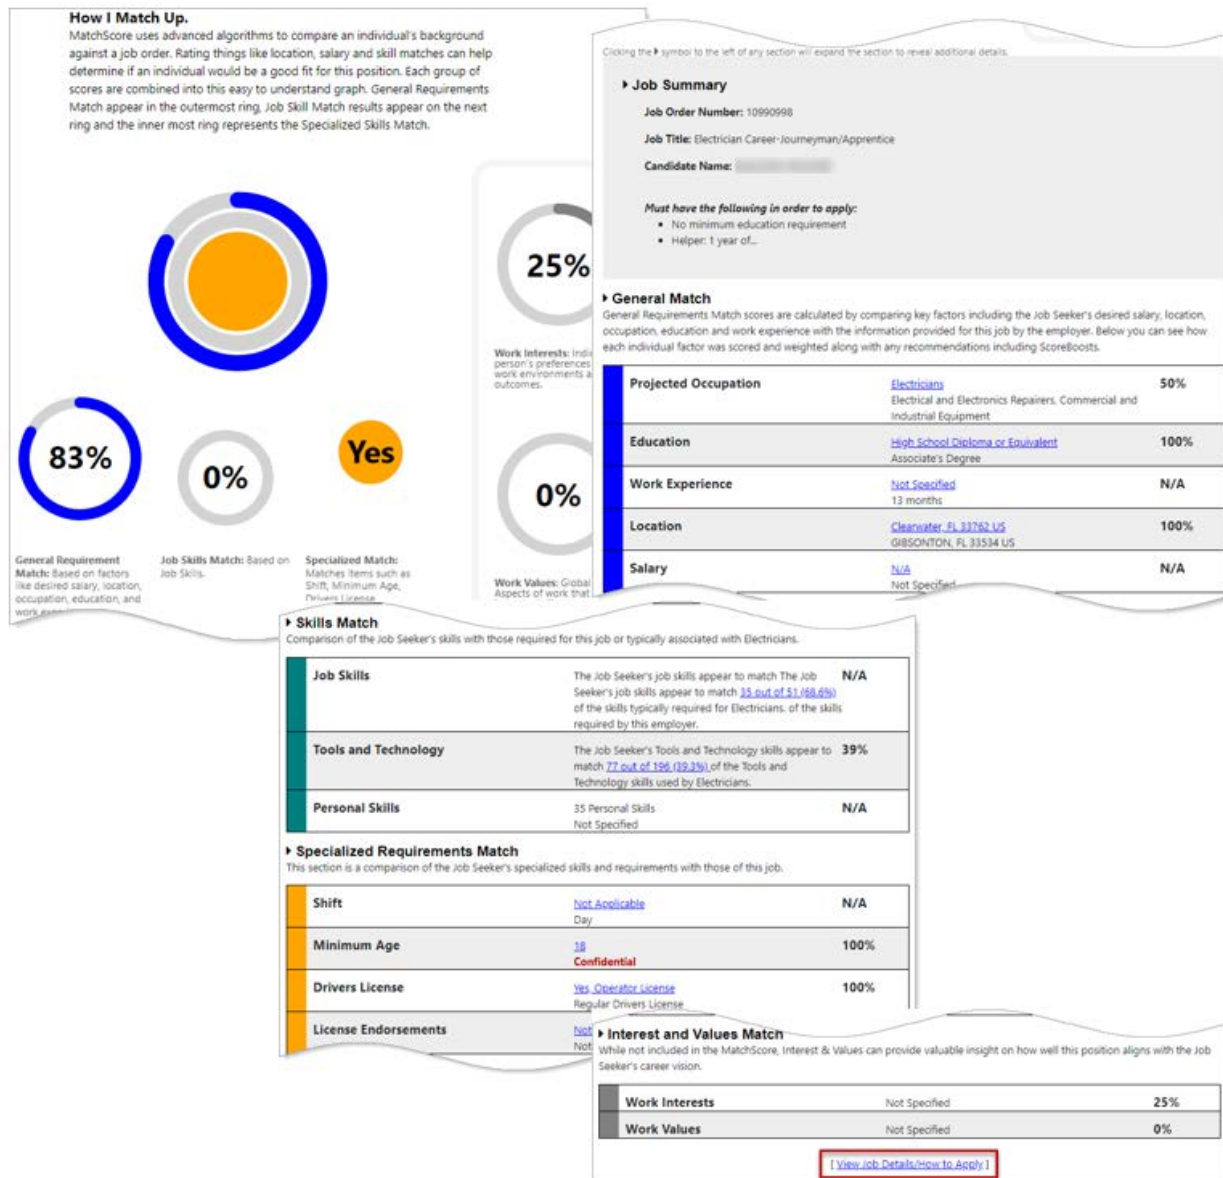 How I Match Up.
MatchScore uses advanced algorithms to compare an individual's background
against a job order. Rating things like location, salary and skill matches can help
determine if an individual would be a good fit for this position. Each group of
scores are combined into this easy to understand graph. General Requirements
Match appear in the outermost ring, Job Skill Match results appear on the next
ring and the inner most ring represents the Specialized Skills Match.
25%
Work Interests: Indi
person's preferences
work environments a
outcomes.
83%
0%
Yes
0%
General Requirement
Match: Based on factors
like desired salary, location,
occupation, education, and
Job Skills Match: Based on
Job Skills.
Specialized Match:
Matches items such as
Shift, Minimum Age,
Drivers License
Work Values: Global
Aspects of work that
Clicking the symbol to the left of any section will expand the section to reveal additional details.
Job Summary
Job Order Number: 10990998
Job Title: Electrician Career-Journeyman/Apprentice
Candidate Name:
Must have the following in order to apply:
• No minimum education requirement
• Helper: 1 year of...
General Match
General Requirements Match scores are calculated by comparing key factors including the Job Seeker's desired salary, location,
occupation, education and work experience with the information provided for this job by the employer. Below you can see how
each individual factor was scored and weighted along with any recommendations including ScoreBoosts.
Projected Occupation Electricians 50%
Electrical and Electronics Repairers, Commercial and
Industrial Equipment
Education High School Diploma or Equivalent 100%
Associate's Degree
Work Experience Not Specified N/A
13 months
Location Clearwater, FL 33762 US 100%
GIBSONTON, FL 33534 US
Salary N/A N/A
Not Specified
Skills Match
Comparison of the Job Seeker's skills with those required for this job or typically associated with Electricians.
Job Skills The Job Seeker's job skills appear to match The Job N/A
Seeker's job skills appear to match 35 out of 51 (68.6%)
of the skills typically required for Electricians. of the skills
required by this employer.
Tools and Technology The Job Seeker's Tools and Technology skills appear to 39%
match 77 out of 196 (39.3%) of the Tools and
Technology skills used by Electricians.
Personal Skills 35 Personal Skills N/A
Not Specified
Specialized Requirements Match
This section is a comparison of the Job Seeker's specialized skills and requirements with those of this job.
Shift Not Applicable N/A
Day
Minimum Age 18 100%
Confidential
Drivers License Yes, Operator License 100%
Regular Drivers License
License Endorsements Not
Not
Interest and Values Match
While not included in the MatchScore, Interest & Values can provide valuable insight on how well this position aligns with the Job
Seeker's career vision.
Work Interests Not Specified 25%
Work Values Not Specified 0%
[ View Job Details/How to Apply ]